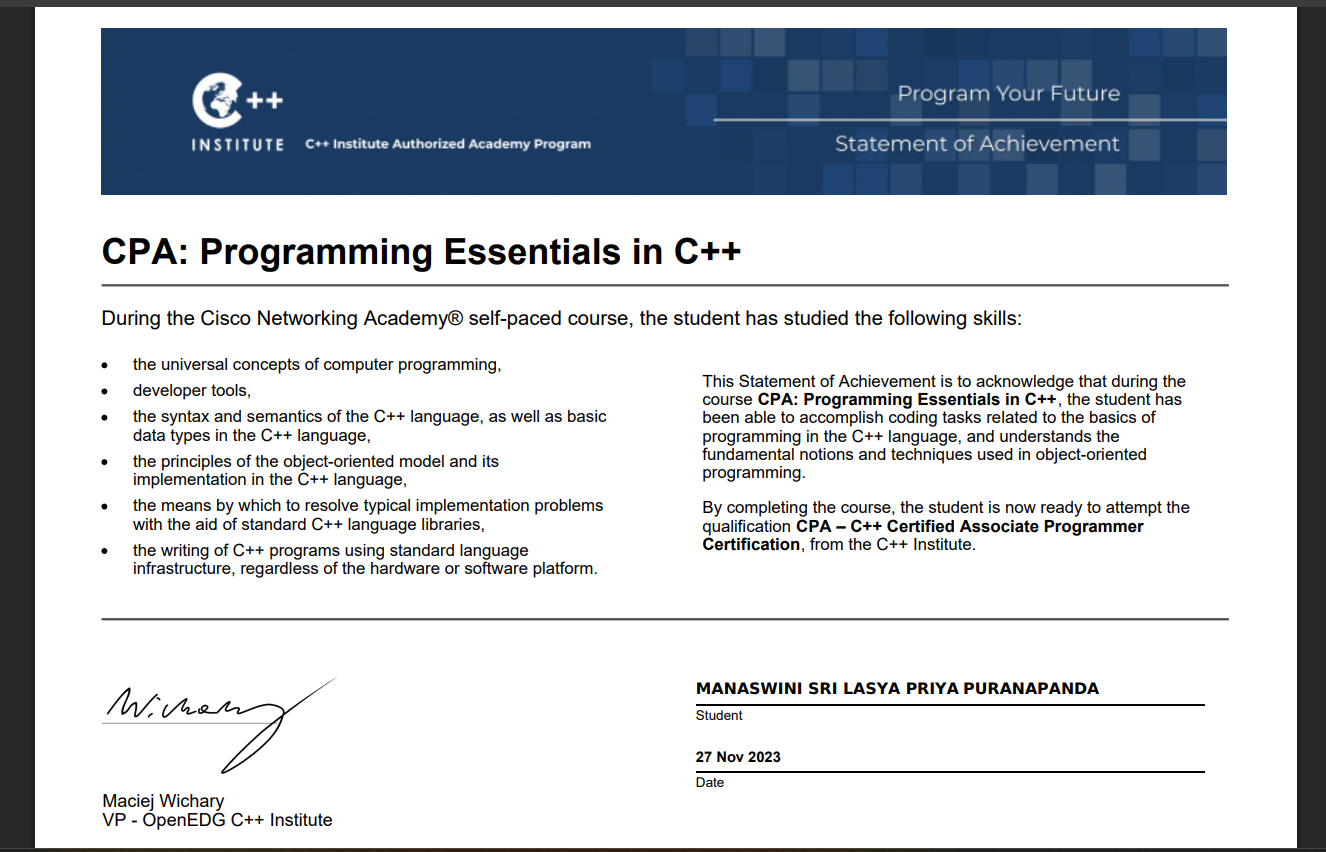 C++
INSTITUTE
C++ Institute Authorized Academy Program
Program Your Future
Statement of Achievement
CPA: Programming Essentials in C++
During the Cisco Networking Academy® self-paced course, the student has studied the following skills:
• the universal concepts of computer programming,
• developer tools,
• the syntax and semantics of the C++ language, as well as basic
data types in the C++ language,
• the principles of the object-oriented model and its
implementation in the C++ language,
• the means by which to resolve typical implementation problems
with the aid of standard C++ language libraries,
• the writing of C++ programs using standard language
infrastructure, regardless of the hardware or software platform.
This Statement of Achievement is to acknowledge that during the
course CPA: Programming Essentials in C++, the student has
been able to accomplish coding tasks related to the basics of
programming in the C++ language, and understands the
fundamental notions and techniques used in object-oriented
programming.
By completing the course, the student is now ready to attempt the
qualification CPA – C++ Certified Associate Programmer
Certification, from the C++ Institute.
Wichary
Maciej Wichary
VP - OpenEDG C++ Institute
MANASWINI SRI LASYA PRIYA PURANAPANDA
Student
27 Nov 2023
Date